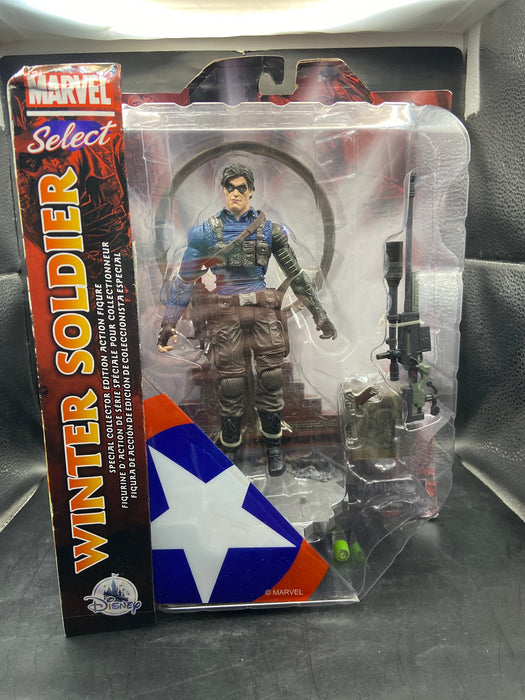 MARVEL
Select
WINTER SOLDIER
SPECIAL COLLECTOR EDITION ACTION FIGURE
FIGURINE D'ACTION DE SÉRIE SPÉCIALE POUR COLLECTIONNEUR
FIGURA DE ACCIÓN DE EDICIÓN DE COLECCIONISTA ESPECIAL
Disney
© MARVEL